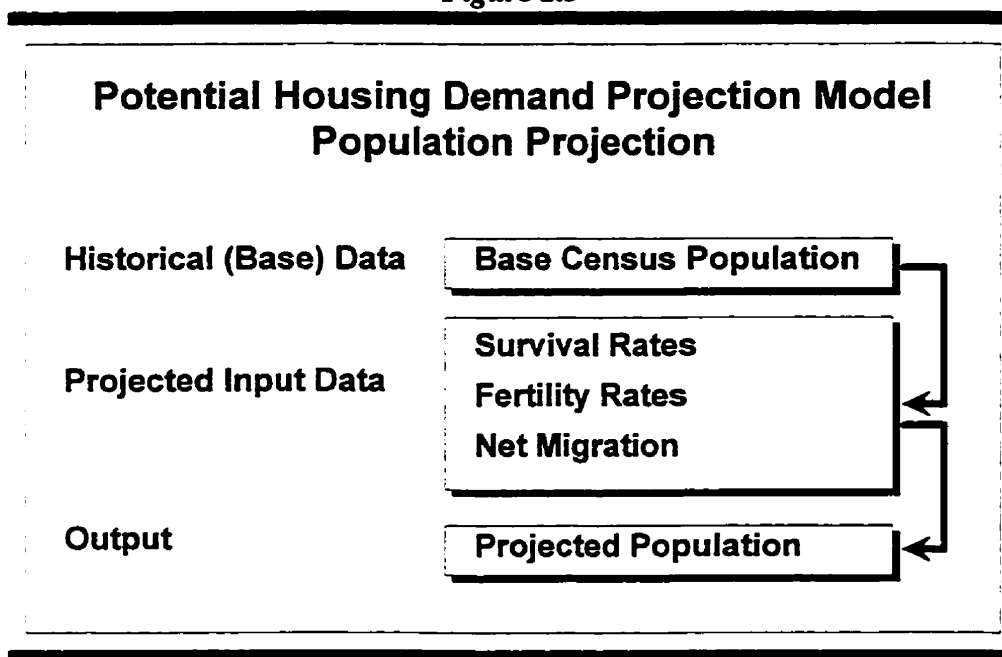 Potential Housing Demand Projection Model
Population Projection
Historical (Base) Data
Base Census Population
Projected Input Data
Survival Rates
Fertility Rates
Net Migration
Output
Projected Population